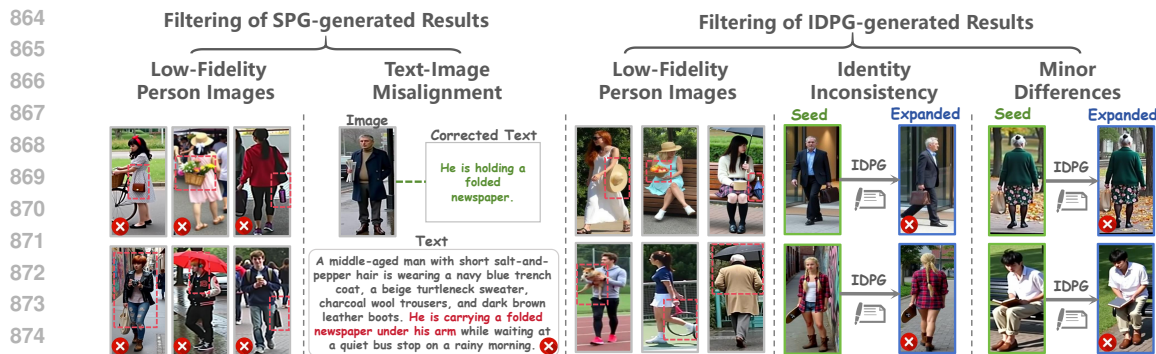 864
865
866
867
868
869
870
871
872
873
874
Filtering of SPG-generated Results
Low-Fidelity
Person Images
Text-Image
Misalignment
Image
Corrected Text
He is holding a
folded
newspaper.
Text
A middle-aged man with short salt-and-
pepper hair is wearing a navy blue trench
coat, a beige turtleneck sweater,
charcoal wool trousers, and dark brown
leather boots. He is carrying a folded
newspaper under his arm while waiting at
a quiet bus stop on a rainy morning.
Filtering of IDPG-generated Results
Low-Fidelity
Person Images
Identity
Inconsistency
Seed
Expanded
IDPG
IDPG
Minor
Differences
Seed
Expanded
IDPG
IDPG